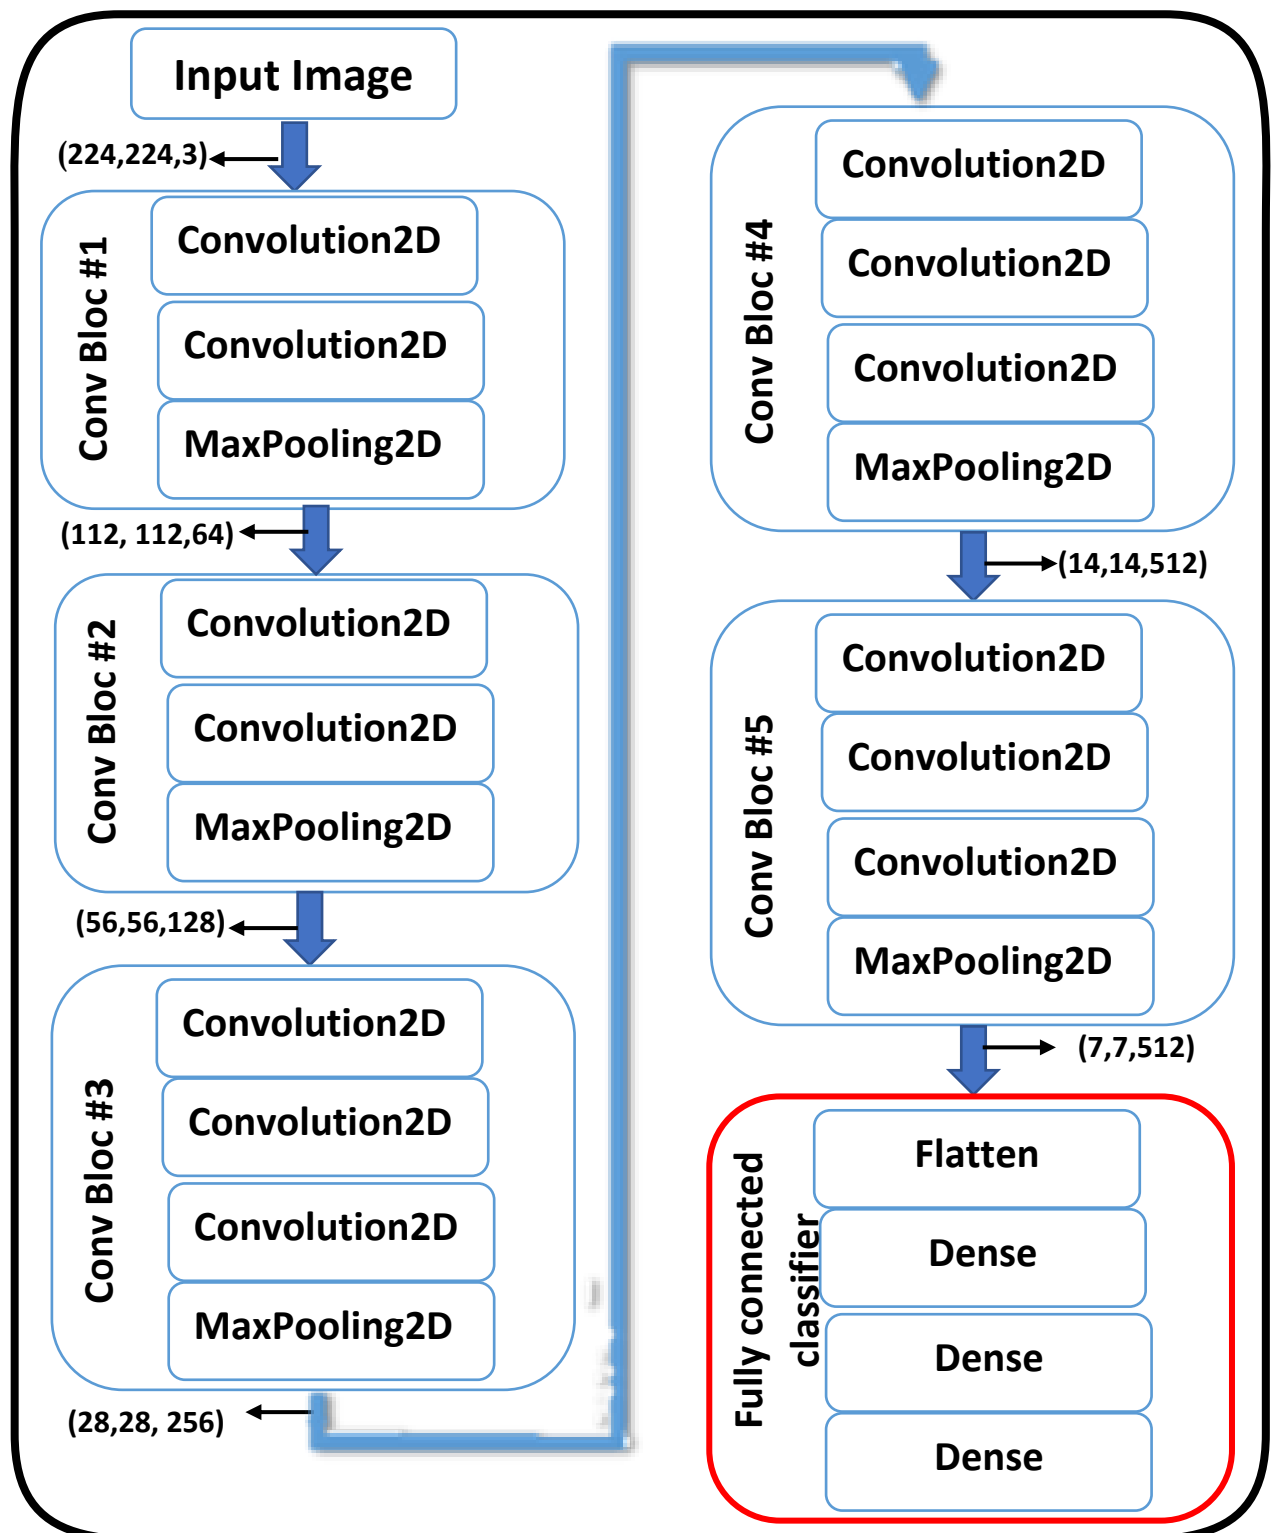 Input Image
(224,224,3)
Conv Bloc #1
Convolution2D
Convolution2D
MaxPooling2D
(112, 112,64)
Conv Bloc #2
Convolution2D
Convolution2D
MaxPooling2D
(56,56,128)
Conv Bloc #3
Convolution2D
Convolution2D
Convolution2D
MaxPooling2D
(28,28, 256)
Conv Bloc #4
Convolution2D
Convolution2D
Convolution2D
MaxPooling2D
(14,14,512)
Conv Bloc #5
Convolution2D
Convolution2D
Convolution2D
MaxPooling2D
(7,7,512)
Fully connected
classifier
Flatten
Dense
Dense
Dense